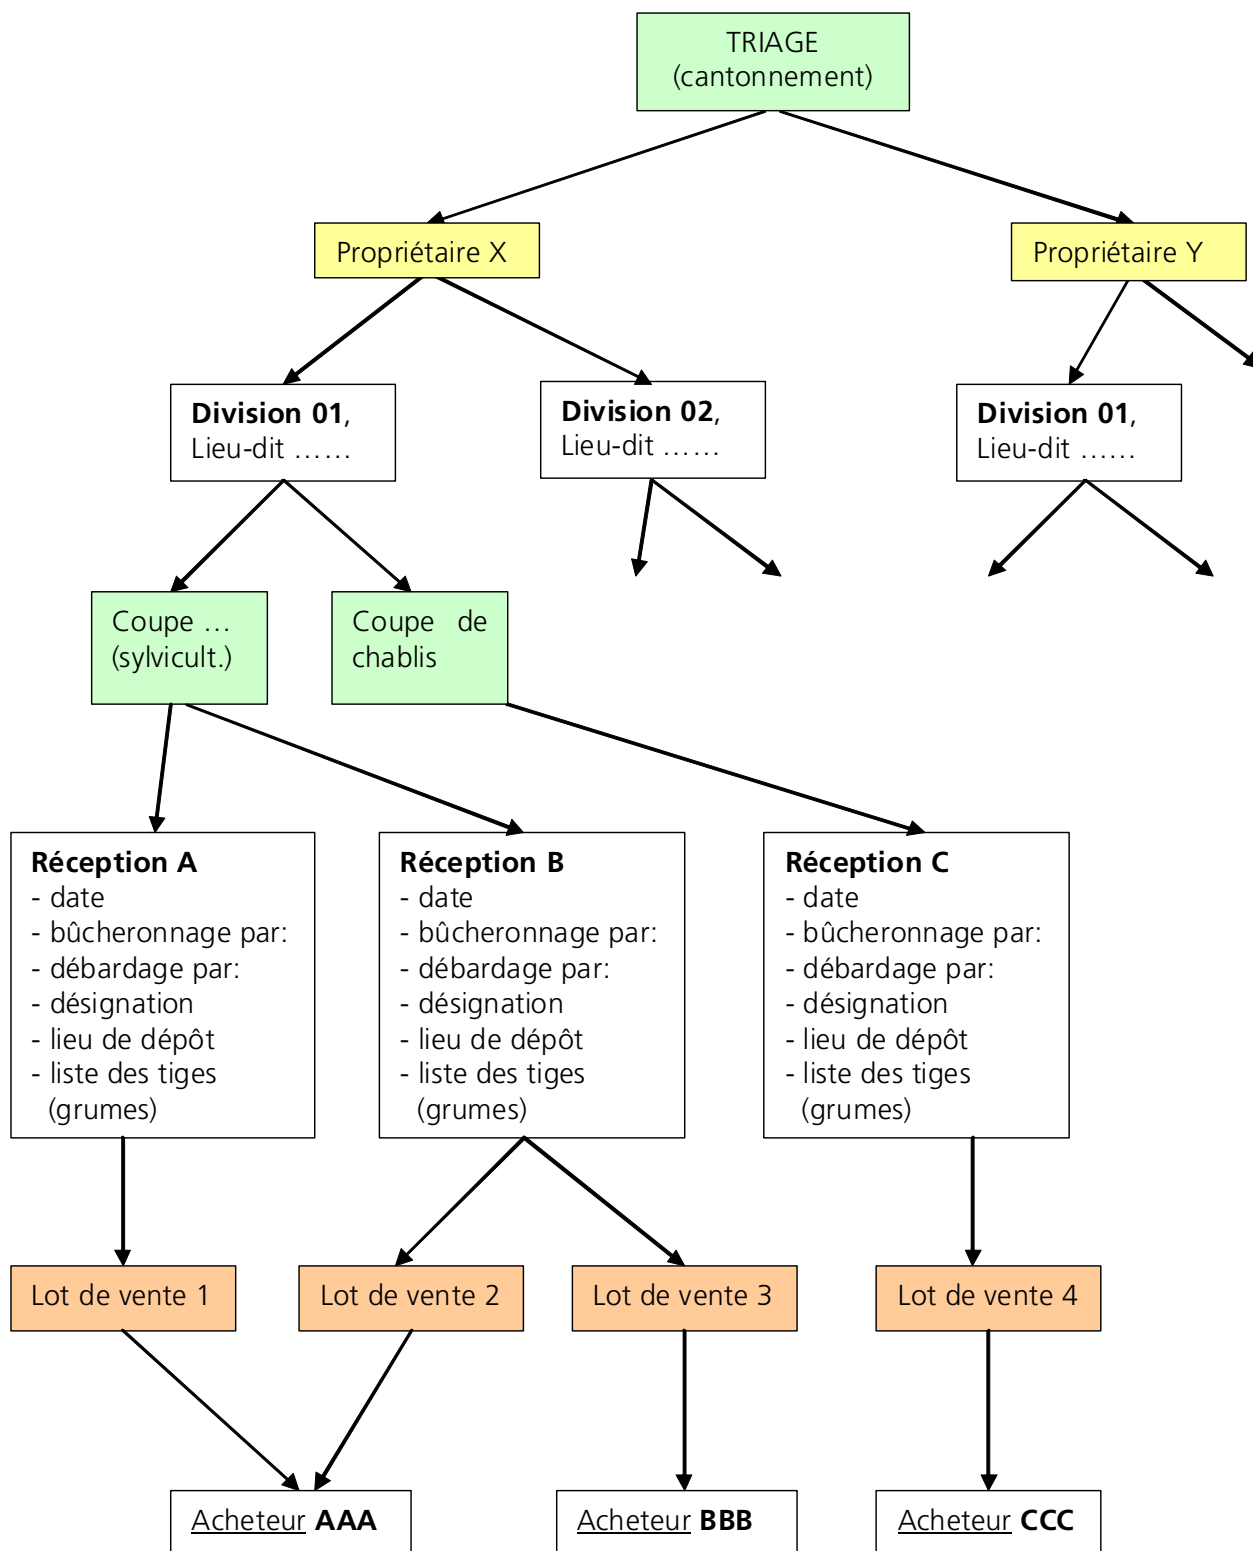 TRIAGE
(cantonnement)
Propriétaire X
Propriétaire Y
Division 01,
Lieu-dit ……
Division 02,
Lieu-dit ……
Division 01,
Lieu-dit ……
Coupe …
(sylvicult.)
Coupe de
chablis
Réception A
- date
- bûcheronnage par:
- débardage par:
- désignation
- lieu de dépôt
- liste des tiges
(grumes)
Réception B
- date
- bûcheronnage par:
- débardage par:
- désignation
- lieu de dépôt
- liste des tiges
(grumes)
Réception C
- date
- bûcheronnage par:
- débardage par:
- désignation
- lieu de dépôt
- liste des tiges
(grumes)
Lot de vente 1
Lot de vente 2
Lot de vente 3
Lot de vente 4
Acheteur AAA
Acheteur BBB
Acheteur CCC